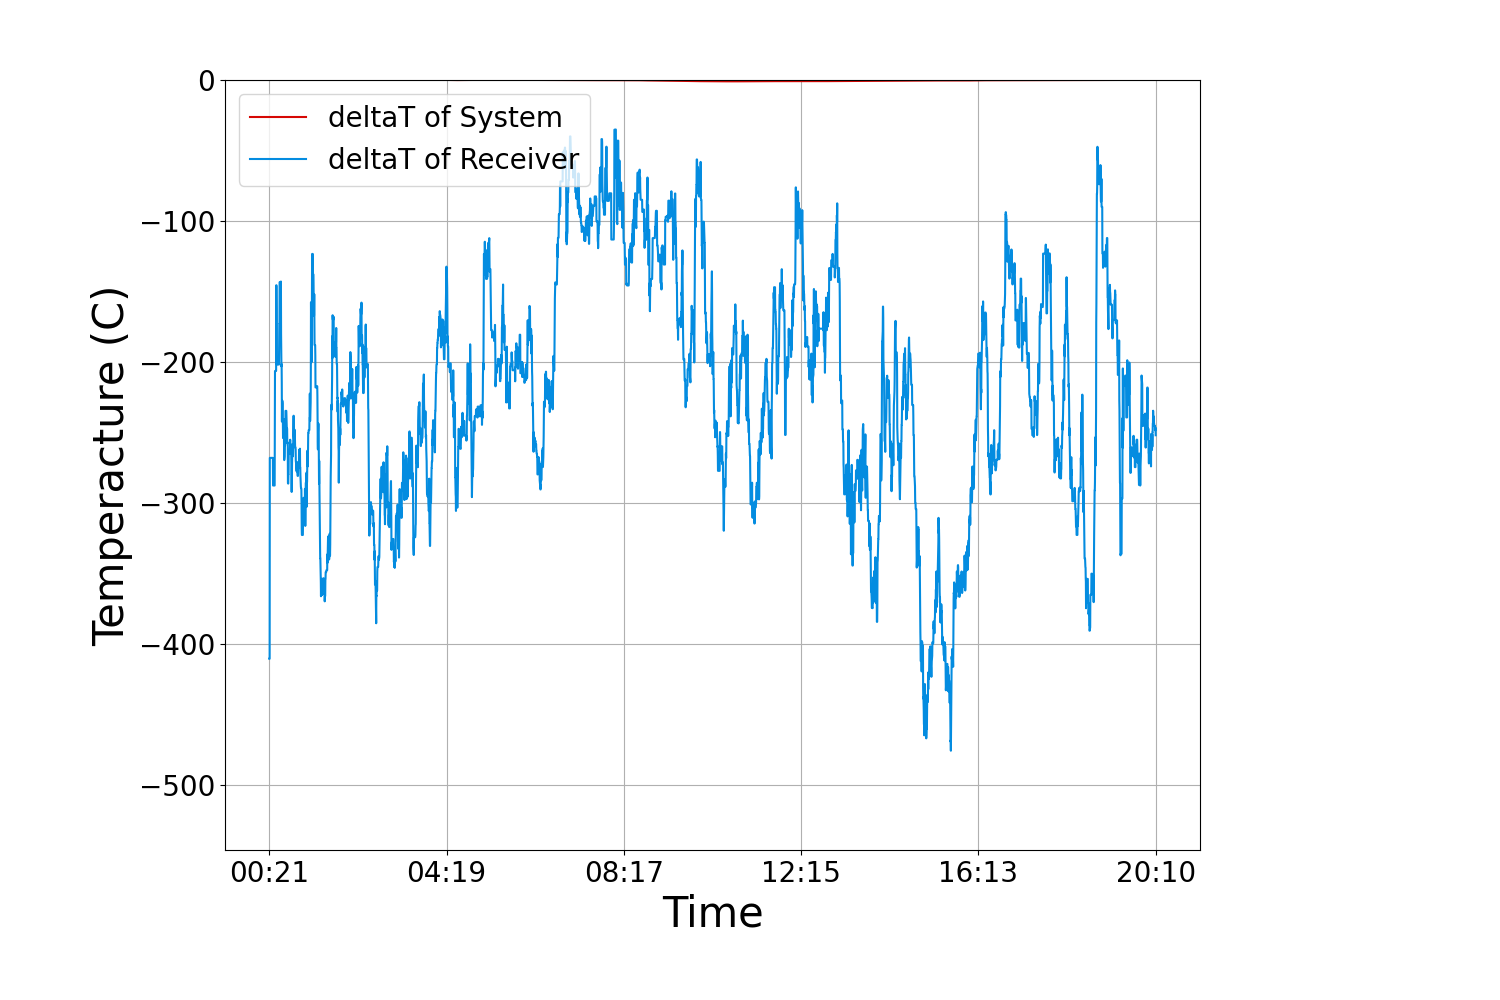 0
−100
−200
−300
−400
−500
Temperacture (C)
deltaT of System
deltaT of Receiver
00:21 04:19 08:17 12:15 16:13 20:10
Time